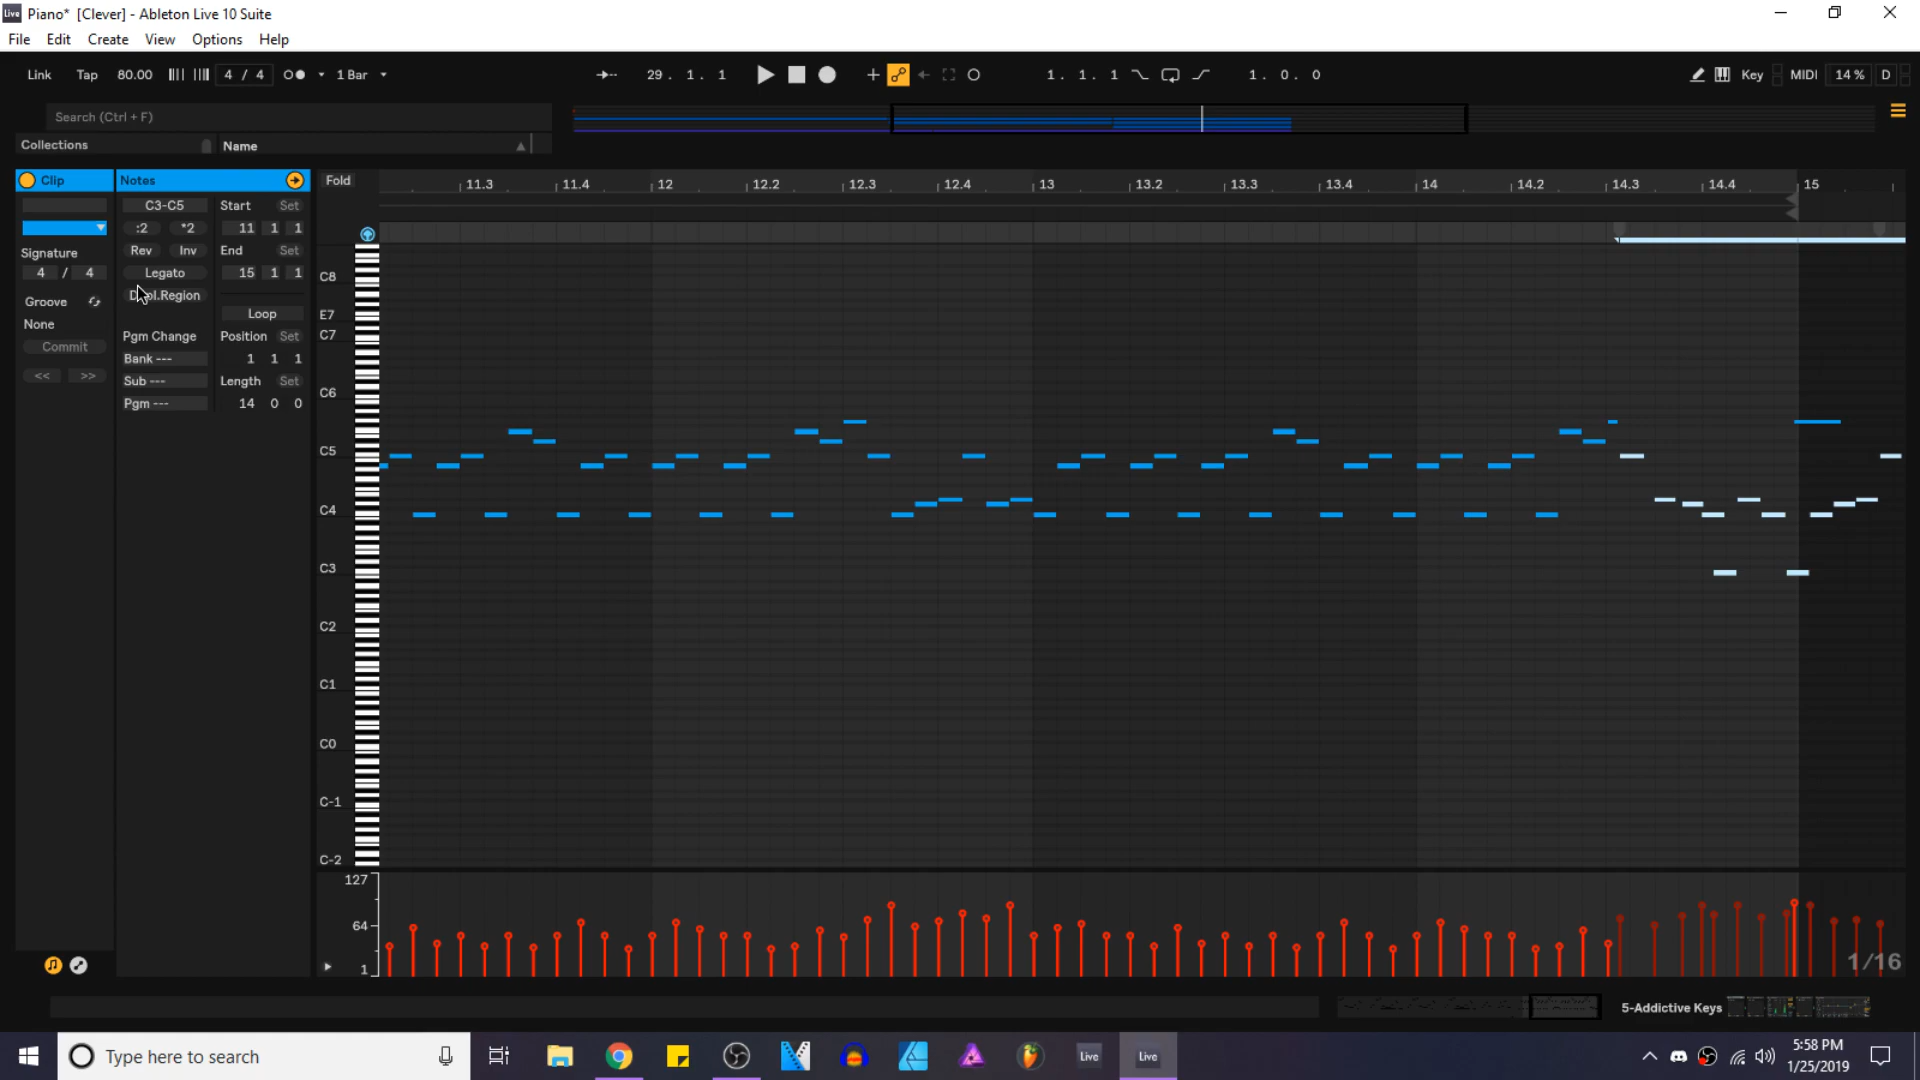 Live Piano* [Clever] - Ableton Live 10 Suite
File Edit Create View Options Help
Link Tap 80.00 4 / 4 1 Bar 29. 1. 1 1. 1. 1 1. 0. 0 Key MIDI 14 % D
Search (Ctrl + F)
Collections Name
Clip Notes Fold 11.3 11.4 12 12.2 12.3 12.4 13 13.2 13.3 13.4 14 14.2 14.3 14.4 15
C3-C5 Start Set
:2 *2 11 1 1
Signature Rev Inv End Set
4 / 4 Legato 15 1 1
Groove
Loop
None Pgm Change Position Set
Commit Bank --- 1 1 1
<< >> Sub --- Length Set
Pgm --- 14 0 0
C8
E7
C7
C6
C5
C4
C3
C2
C1
C0
C-1
C-2
127
64
1
1/16
5-Addictive Keys
Type here to search
Live Live
5:58 PM
1/25/2019